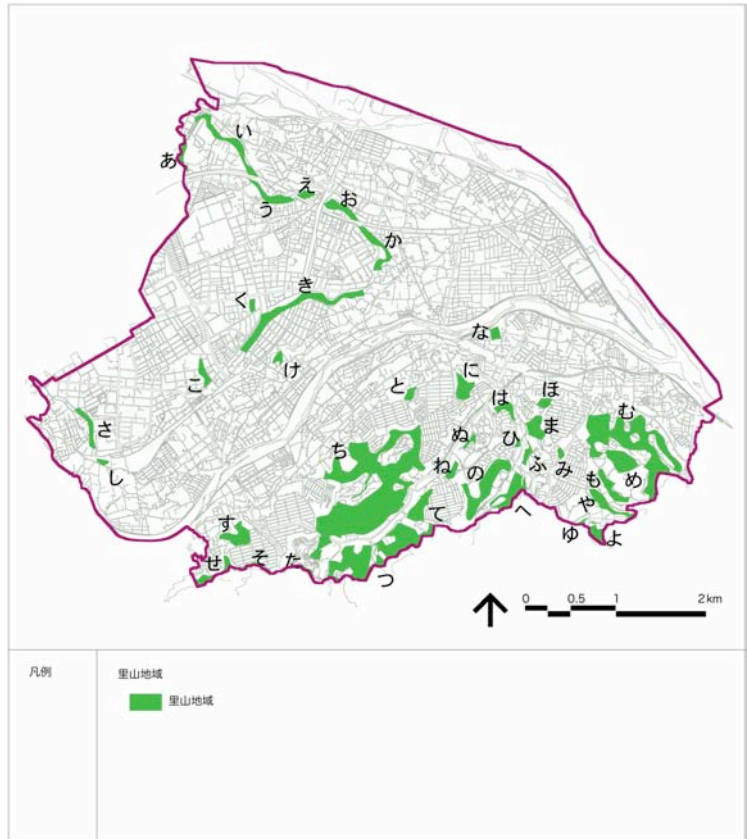 い
あ
え
お
う
か
き
く
な
け
に
こ
と
は
ほ
む
さ
ま
ち
ぬ
ひ
ね
の
ふ
み
も
め
し
て
や
へ
す
ゆ
よ
せ
そ
た
つ
0 0.5 1 2km
凡例
里山地域
里山地域